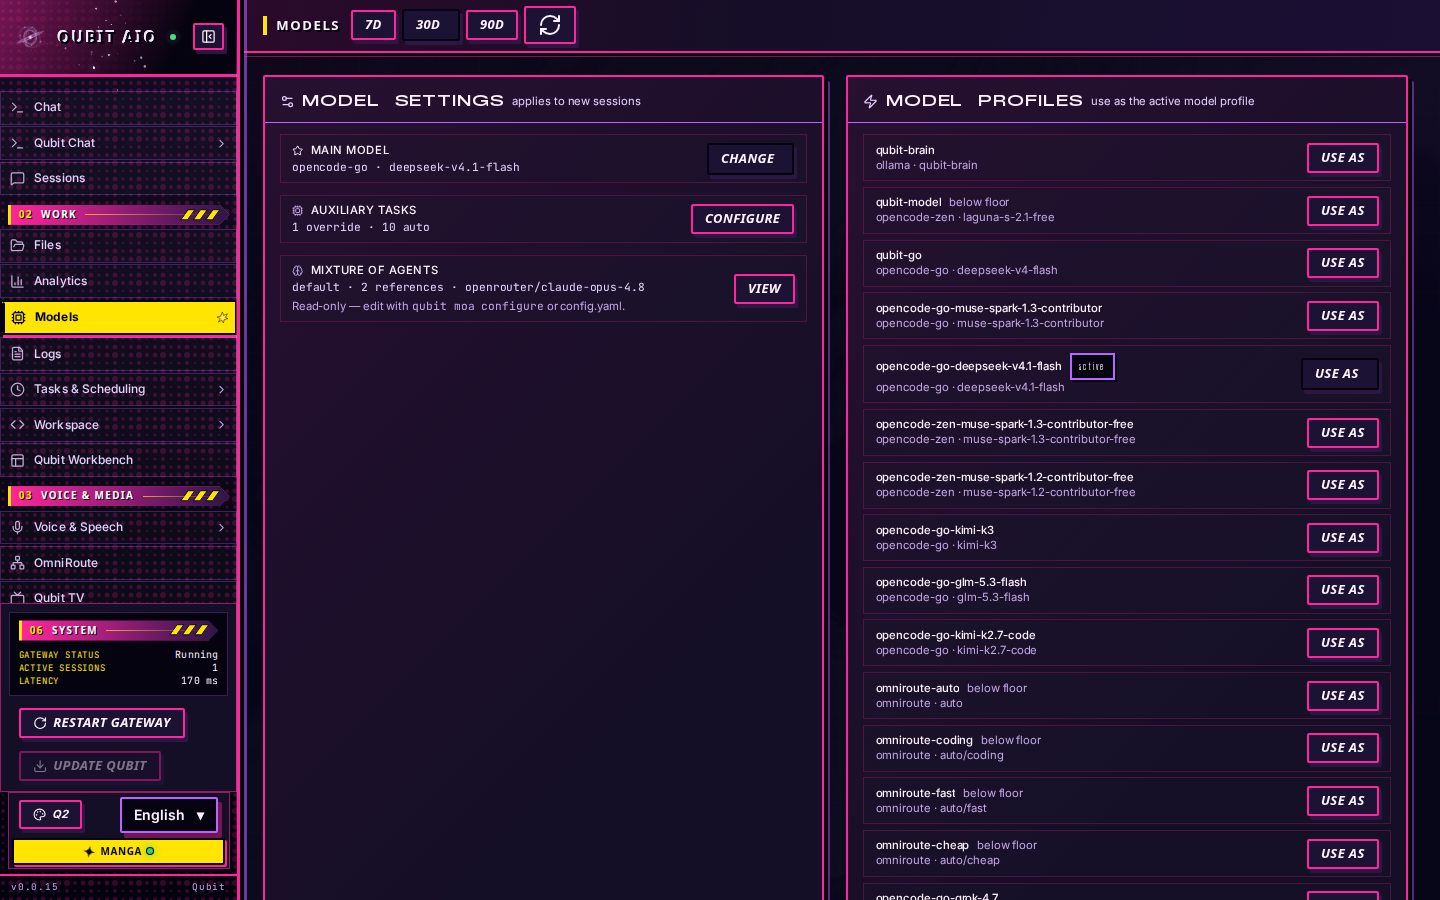 QUBIT AIO
Chat
Qubit Chat
Sessions
02 WORK
Files
Analytics
Models
Logs
Tasks & Scheduling
Workspace
Qubit Workbench
03 VOICE & MEDIA
Voice & Speech
OmniRoute
Qubit TV
06 SYSTEM
GATEWAY STATUS Running
ACTIVE SESSIONS 1
LATENCY 170 ms
RESTART GATEWAY
UPDATE QUBIT
Q2 English ▾
MANGA
v0.0.15 Qubit
MODELS 7D 30D 90D
MODEL SETTINGS applies to new sessions
MAIN MODEL
opencode-go · deepseek-v4.1-flash
CHANGE
AUXILIARY TASKS
1 override · 10 auto
CONFIGURE
MIXTURE OF AGENTS
default · 2 references · openrouter/claude-opus-4.8
Read-only — edit with qubit moa configure or config.yaml.
VIEW
MODEL PROFILES use as the active model profile
qubit-brain
ollama · qubit-brain
USE AS
qubit-model below floor
opencode-zen · laguna-s-2.1-free
USE AS
qubit-go
opencode-go · deepseek-v4-flash
USE AS
opencode-go-muse-spark-1.3-contributor
opencode-go · muse-spark-1.3-contributor
USE AS
opencode-go-deepseek-v4.1-flash active
opencode-go · deepseek-v4.1-flash
USE AS
opencode-zen-muse-spark-1.3-contributor-free
opencode-zen · muse-spark-1.3-contributor-free
USE AS
opencode-zen-muse-spark-1.2-contributor-free
opencode-zen · muse-spark-1.2-contributor-free
USE AS
opencode-go-kimi-k3
opencode-go · kimi-k3
USE AS
opencode-go-glm-5.3-flash
opencode-go · glm-5.3-flash
USE AS
opencode-go-kimi-k2.7-code
opencode-go · kimi-k2.7-code
USE AS
omniroute-auto below floor
omniroute · auto
USE AS
omniroute-coding below floor
omniroute · auto/coding
USE AS
omniroute-fast below floor
omniroute · auto/fast
USE AS
omniroute-cheap below floor
omniroute · auto/cheap
USE AS
opencode-go-grok-4.7